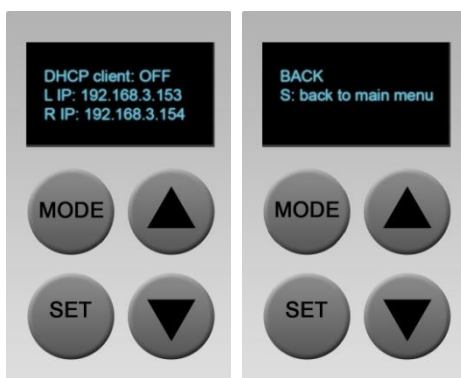 DHCP client: OFF
L IP: 192.168.3.153
R IP: 192.168.3.154
MODE
SET
BACK
S: back to main menu
MODE
SET